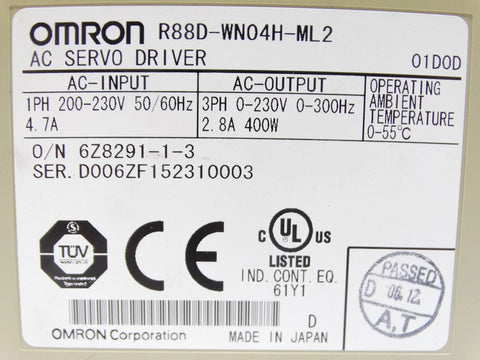 OMRON R88D-WN04H-ML2
AC SERVO DRIVER 01D0D
AC-INPUT
1PH 200-230V 50/60Hz
4.7A
AC-OUTPUT
3PH 0-230V 0-300Hz
2.8A 400W
OPERATING
AMBIENT
TEMPERATURE
0-55℃
O/N 6Z8291-1-3
SER. D006ZF152310003
TÜV
C UL US
LISTED
IND. CONT. EQ.
61Y1
D
OMRON Corporation
MADE IN JAPAN
PASSED
D '06.12
A,T